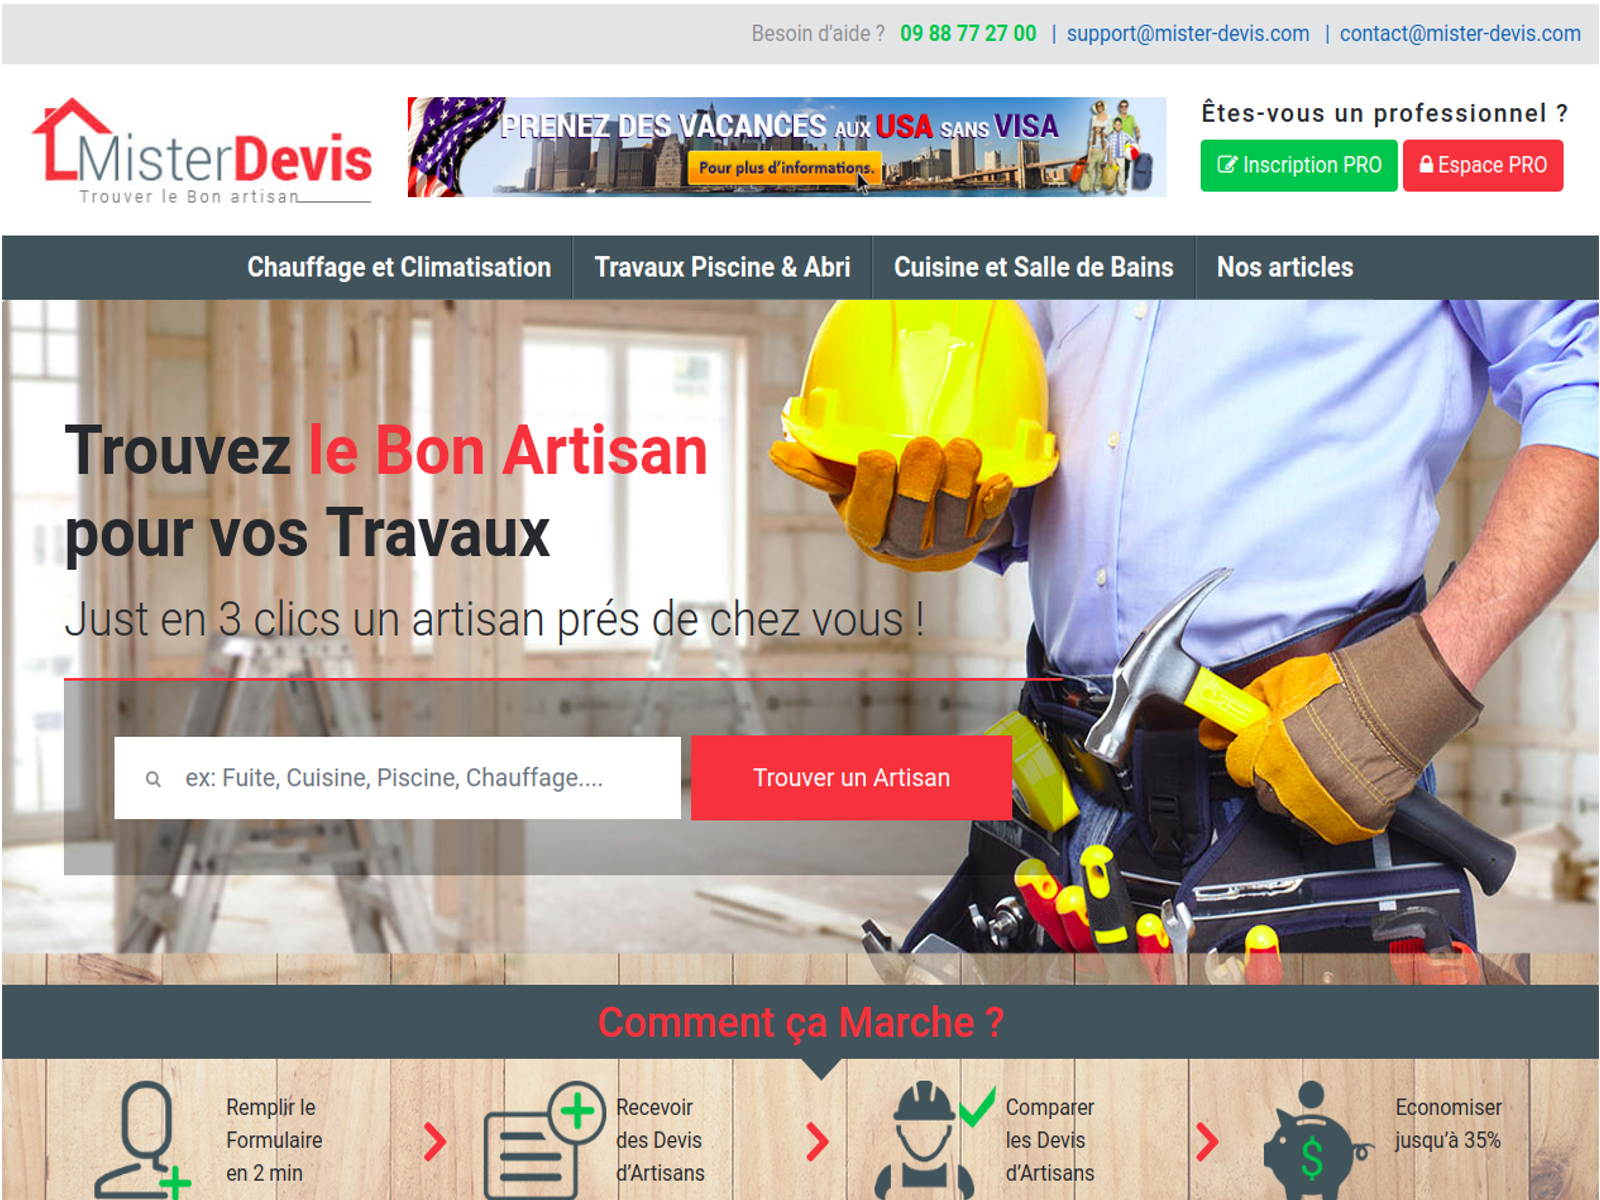 Besoin d'aide ? 09 88 77 27 00 | support@mister-devis.com | contact@mister-devis.com
MisterDevis
Trouver le Bon artisan
PRENEZ DES VACANCES AUX USA SANS VISA
Pour plus d'informations.
Êtes-vous un professionnel ?
Inscription PRO
Espace PRO
Chauffage et Climatisation
Travaux Piscine & Abri
Cuisine et Salle de Bains
Nos articles
Trouvez le Bon Artisan
pour vos Travaux
Just en 3 clics un artisan prés de chez vous !
ex: Fuite, Cuisine, Piscine, Chauffage....
Trouver un Artisan
Comment ça Marche ?
Remplir le
Formulaire
en 2 min
Recevoir
des Devis
d'Artisans
Comparer
les Devis
d'Artisans
$
Economiser
jusqu'à 35%